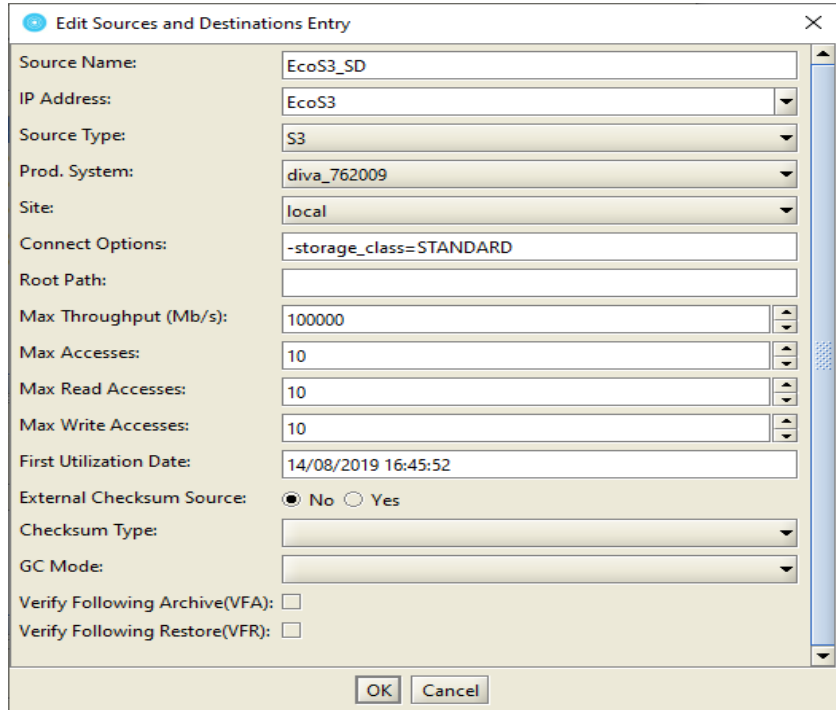 Edit Sources and Destinations Entry
Source Name: EcoS3_SD
IP Address: EcoS3
Source Type: S3
Prod. System: diva_762009
Site: local
Connect Options: -storage_class=STANDARD
Root Path:
Max Throughput (Mb/s): 100000
Max Accesses: 10
Max Read Accesses: 10
Max Write Accesses: 10
First Utilization Date: 14/08/2019 16:45:52
External Checksum Source: No Yes
Checksum Type:
GC Mode:
Verify Following Archive(VFA):
Verify Following Restore(VFR):
OK Cancel